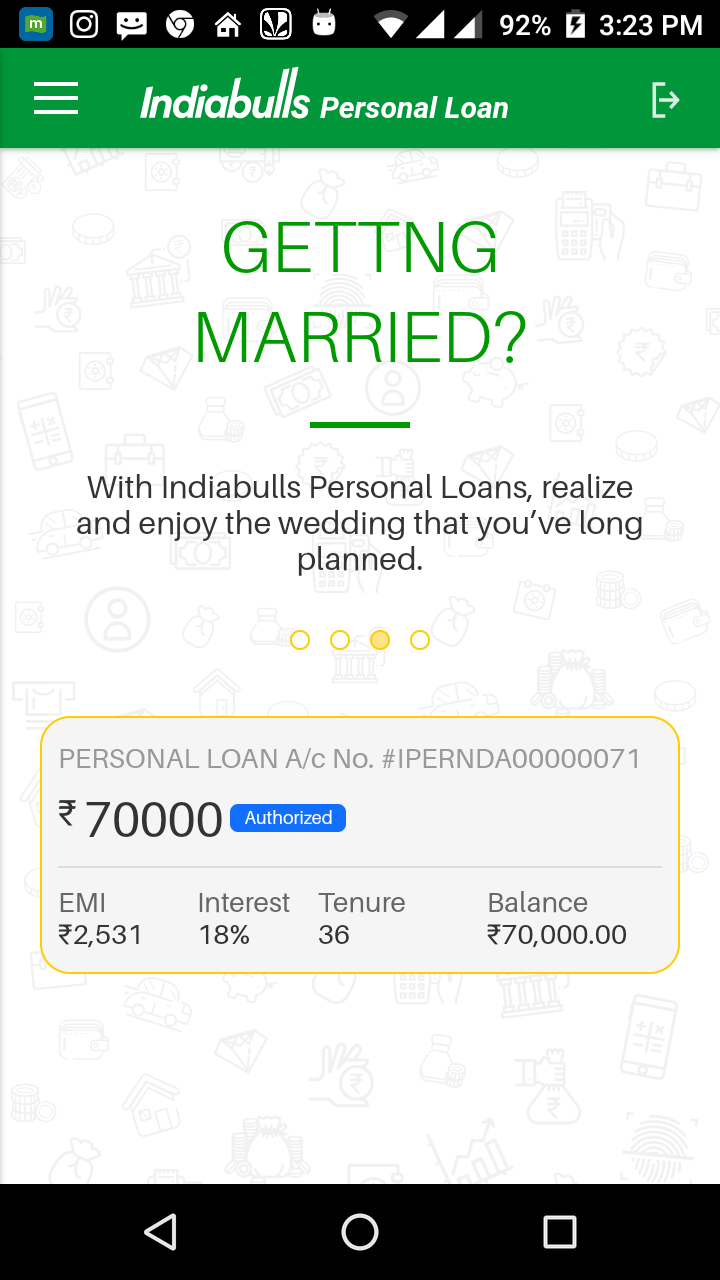 92% 3:23 PM
Indiabulls Personal Loan
GETTNG
MARRIED?
With Indiabulls Personal Loans, realize
and enjoy the wedding that you’ve long
planned.
PERSONAL LOAN A/c No. #IPERNDA00000071
₹ 70000 Authorized
EMI Interest Tenure Balance
₹2,531 18% 36 ₹70,000.00